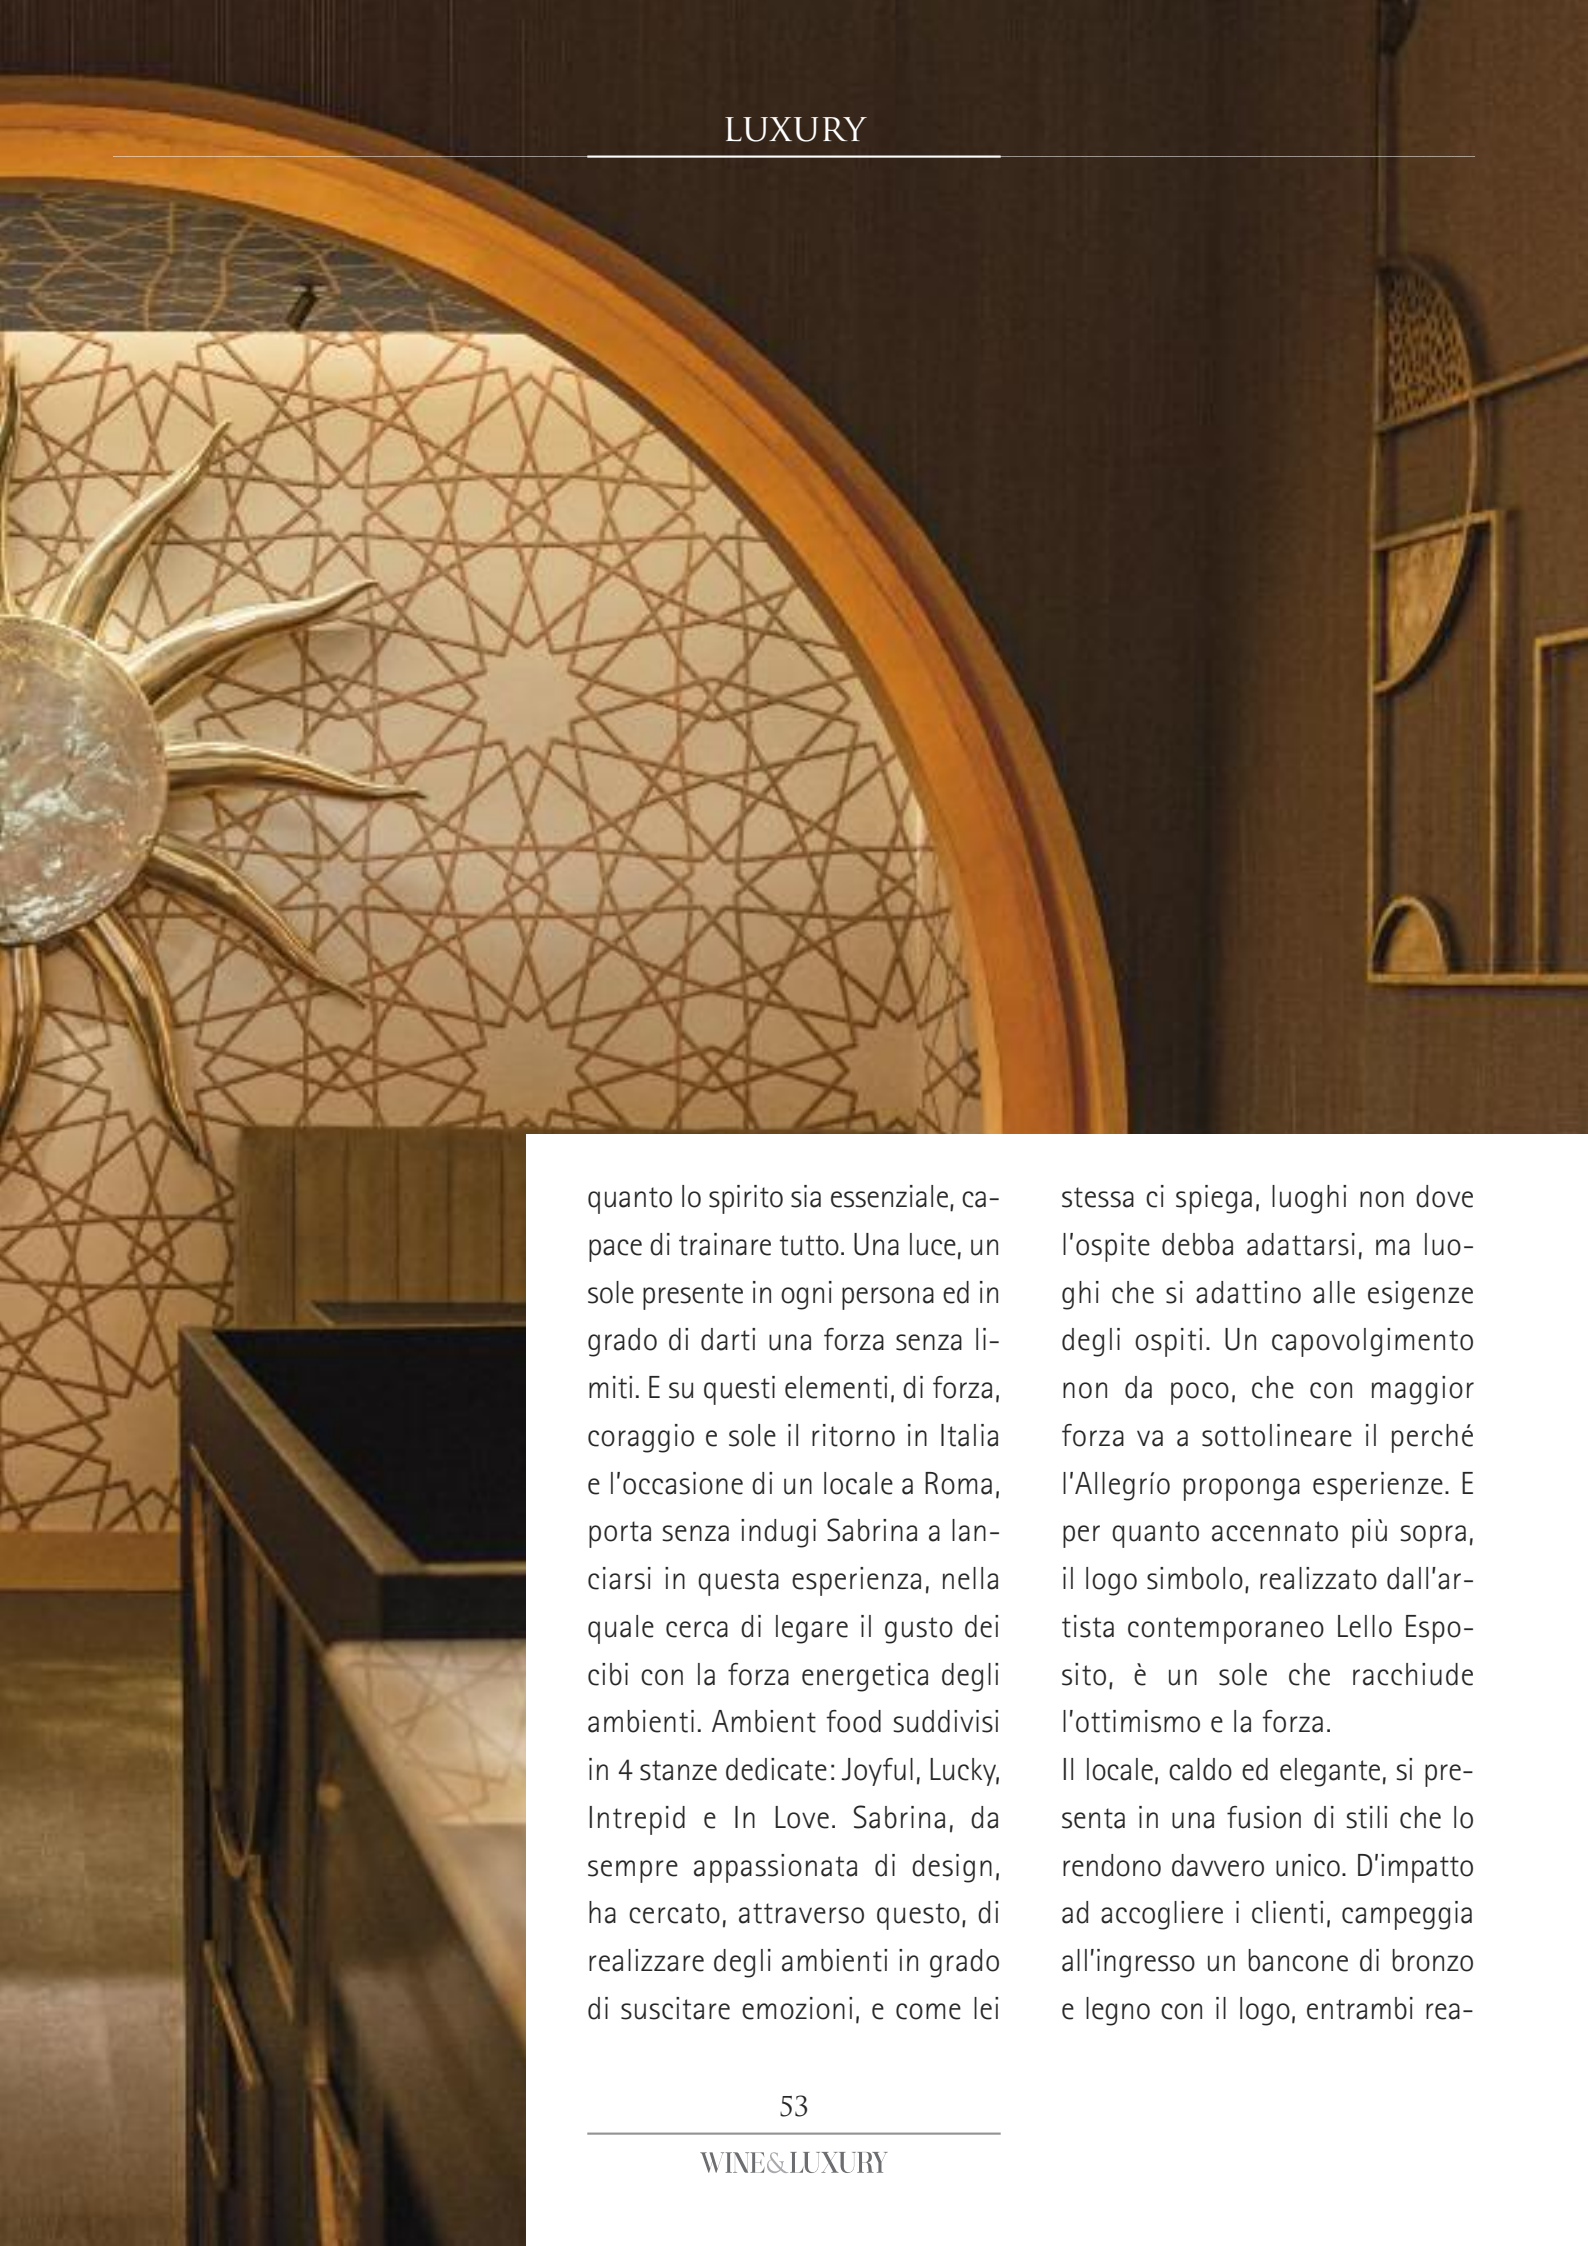 LUXURY
quanto lo spirito sia essenziale, ca-
pace di trainare tutto. Una luce, un
sole presente in ogni persona ed in
grado di darti una forza senza li-
miti. E su questi elementi, di forza,
coraggio e sole il ritorno in Italia
e l'occasione di un locale a Roma,
porta senza indugi Sabrina a lan-
ciarsi in questa esperienza, nella
quale cerca di legare il gusto dei
cibi con la forza energetica degli
ambienti. Ambient food suddivisi
in 4 stanze dedicate: Joyful, Lucky,
Intrepid e In Love. Sabrina, da
sempre appassionata di design,
ha cercato, attraverso questo, di
realizzare degli ambienti in grado
di suscitare emozioni, e come lei
stessa ci spiega, luoghi non dove
l'ospite debba adattarsi, ma luo-
ghi che si adattino alle esigenze
degli ospiti. Un capovolgimento
non da poco, che con maggior
forza va a sottolineare il perché
l'Allegrío proponga esperienze. E
per quanto accennato più sopra,
il logo simbolo, realizzato dall'ar-
tista contemporaneo Lello Espo-
sito, è un sole che racchiude
l'ottimismo e la forza.
Il locale, caldo ed elegante, si pre-
senta in una fusion di stili che lo
rendono davvero unico. D'impatto
ad accogliere i clienti, campeggia
all'ingresso un bancone di bronzo
e legno con il logo, entrambi rea-
53
WINE&LUXURY